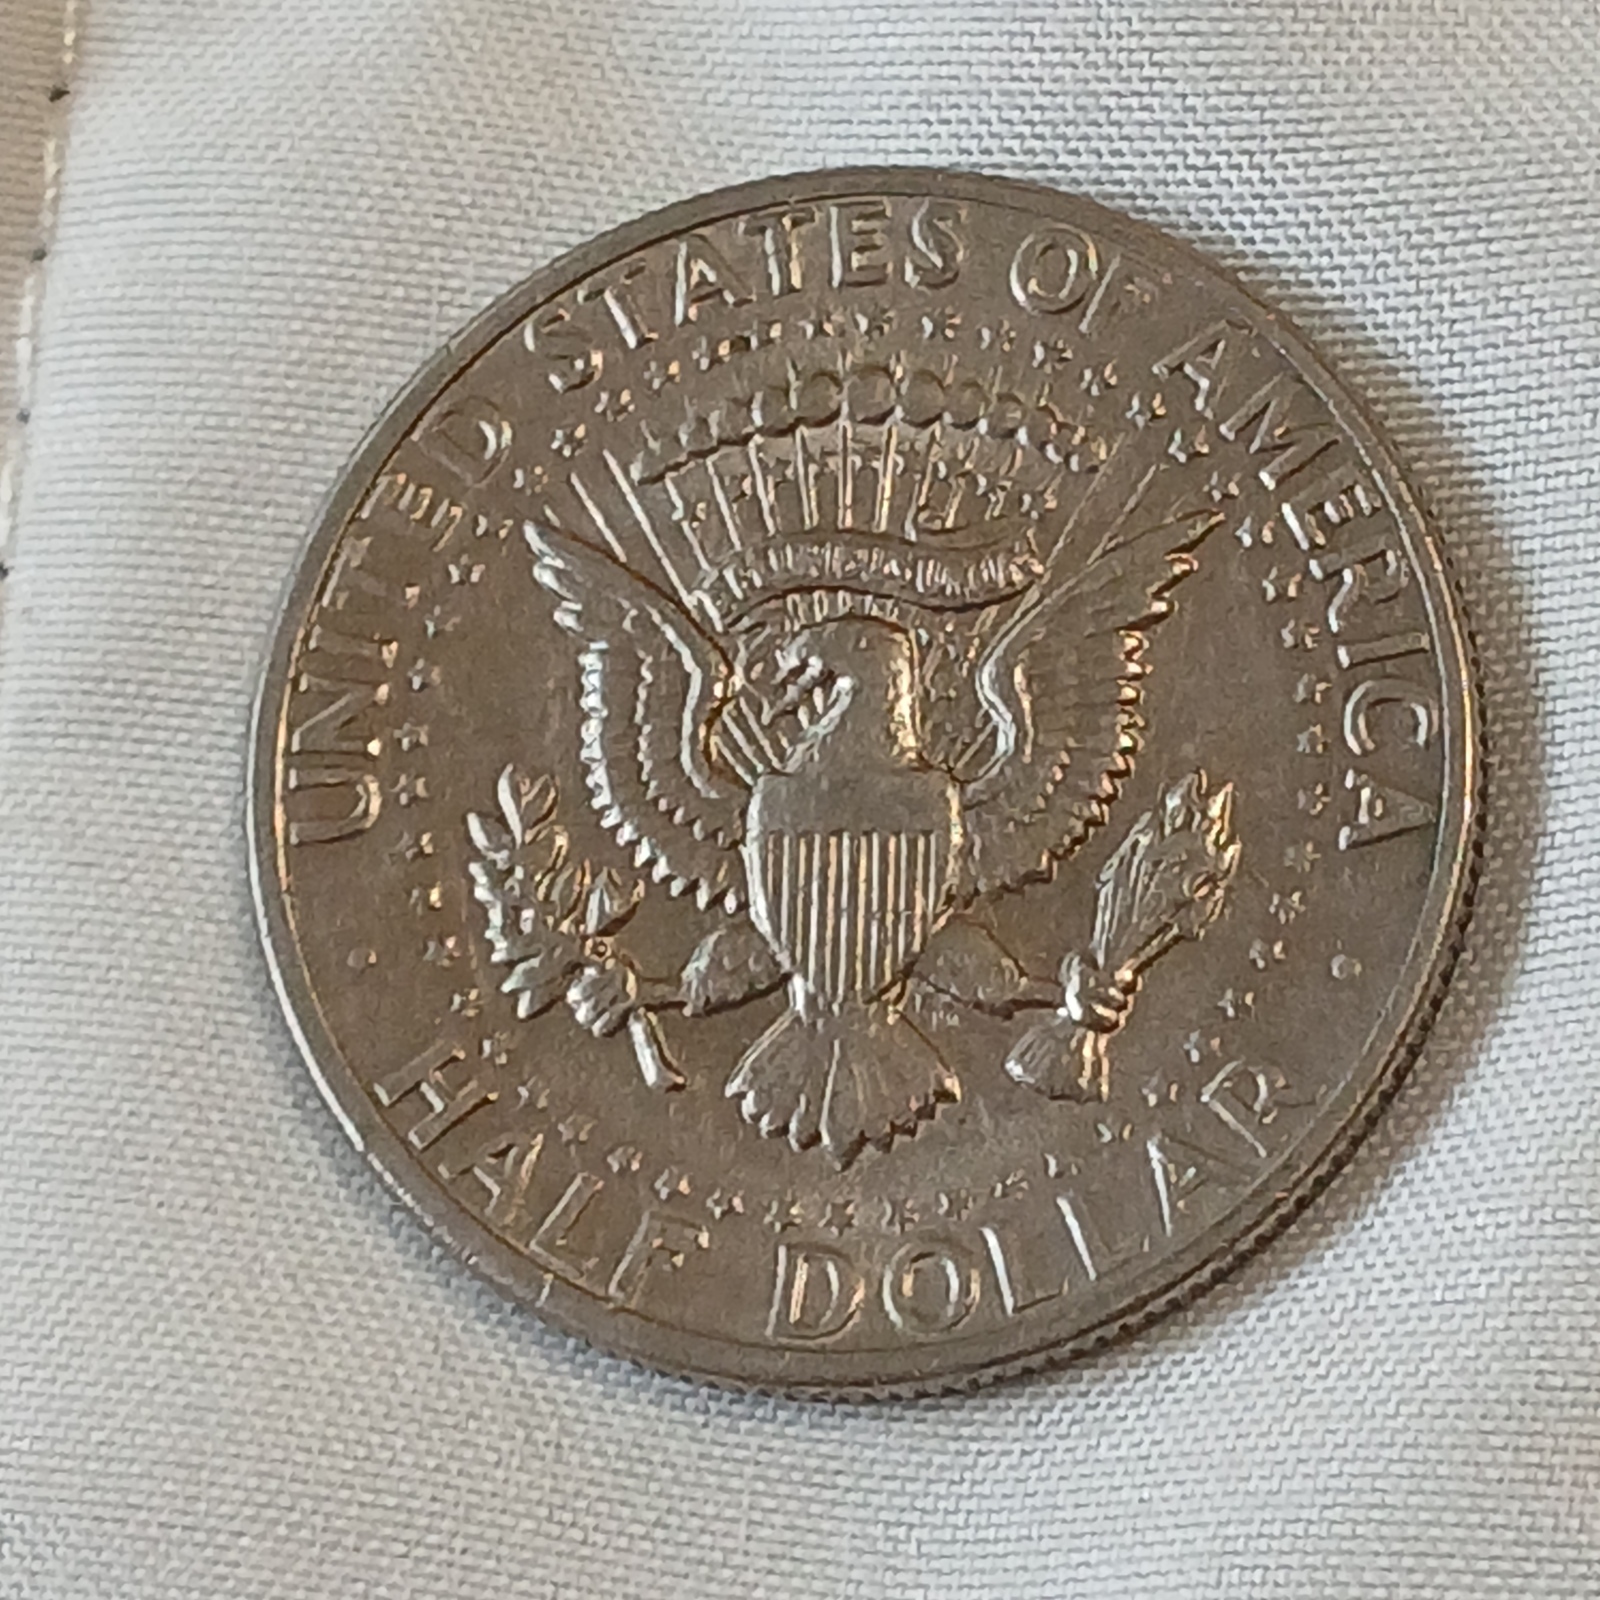 UNITED STATES OF AMERICA
HALF DOLLAR